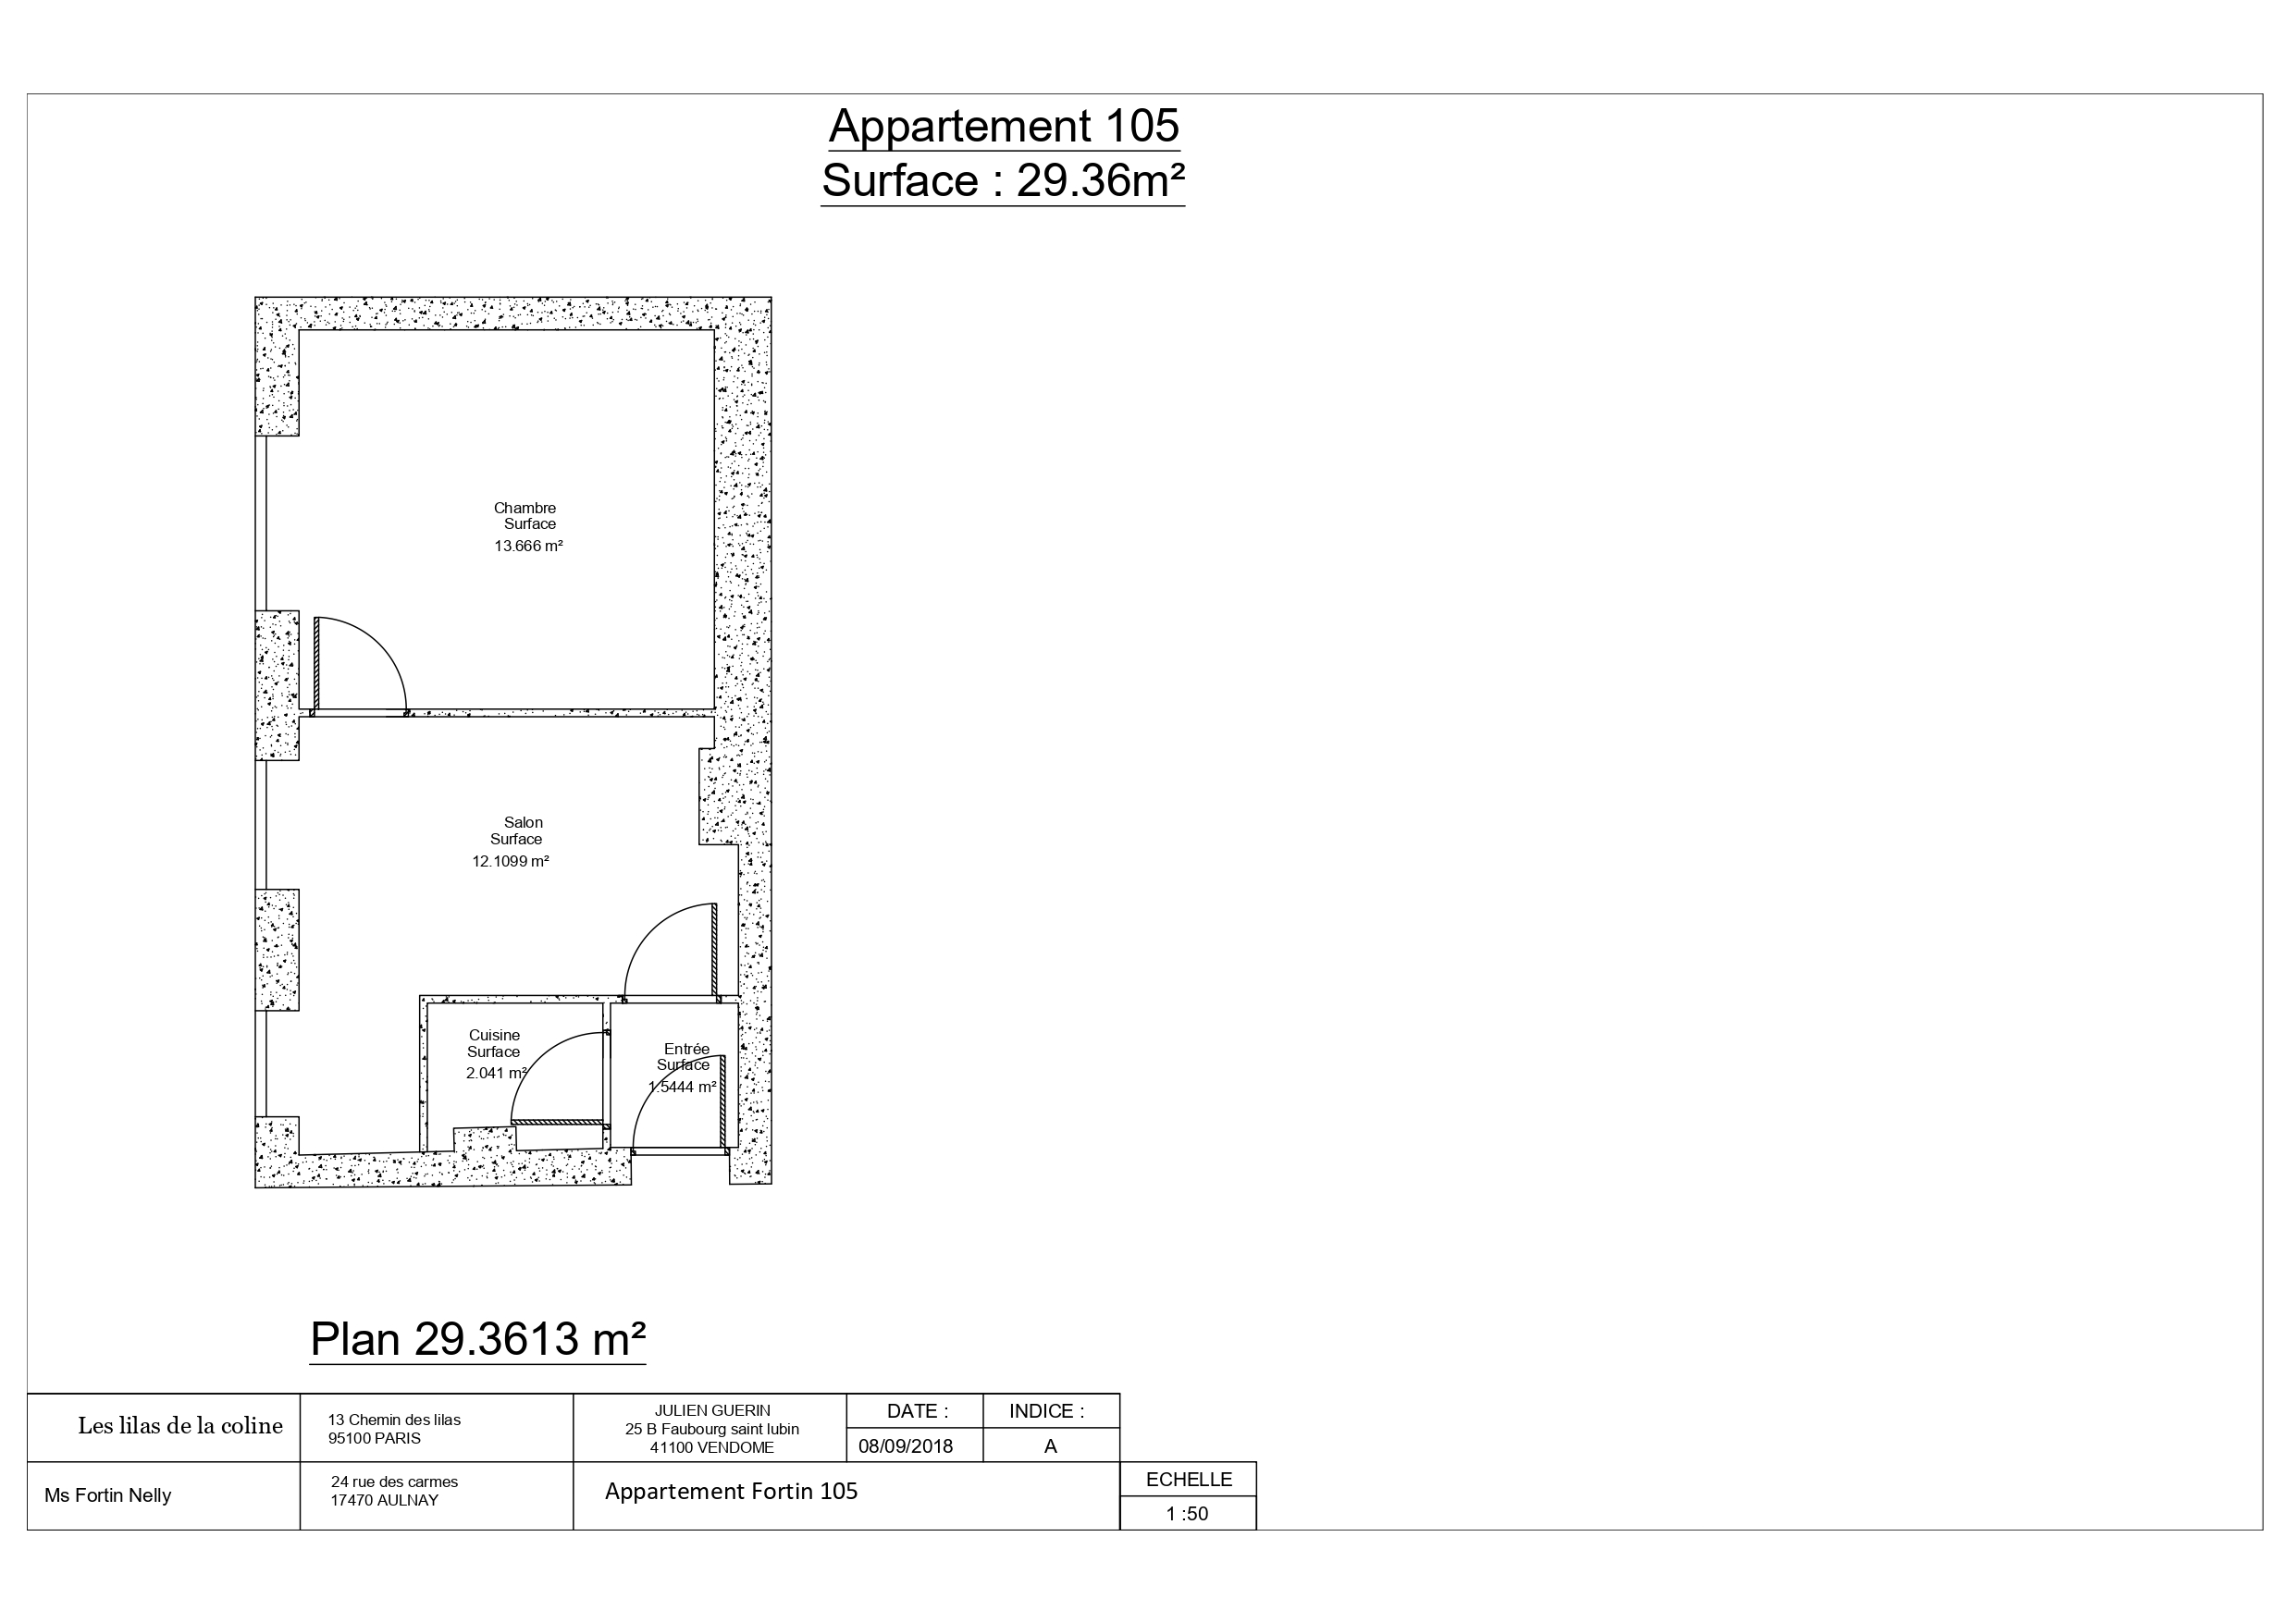 Appartement 105
Surface : 29.36m²
Chambre
Surface
13.666 m²
Salon
Surface
12.1099 m²
Cuisine
Surface
2.041 m²
Entrée
Surface
1.5444 m²
Plan 29.3613 m²
Les lilas de la coline
13 Chemin des lilas
95100 PARIS
JULIEN GUERIN
25 B Faubourg saint lubin
41100 VENDOME
DATE :
INDICE :
08/09/2018
A
Ms Fortin Nelly
24 rue des carmes
17470 AULNAY
Appartement Fortin 105
ECHELLE
1 :50